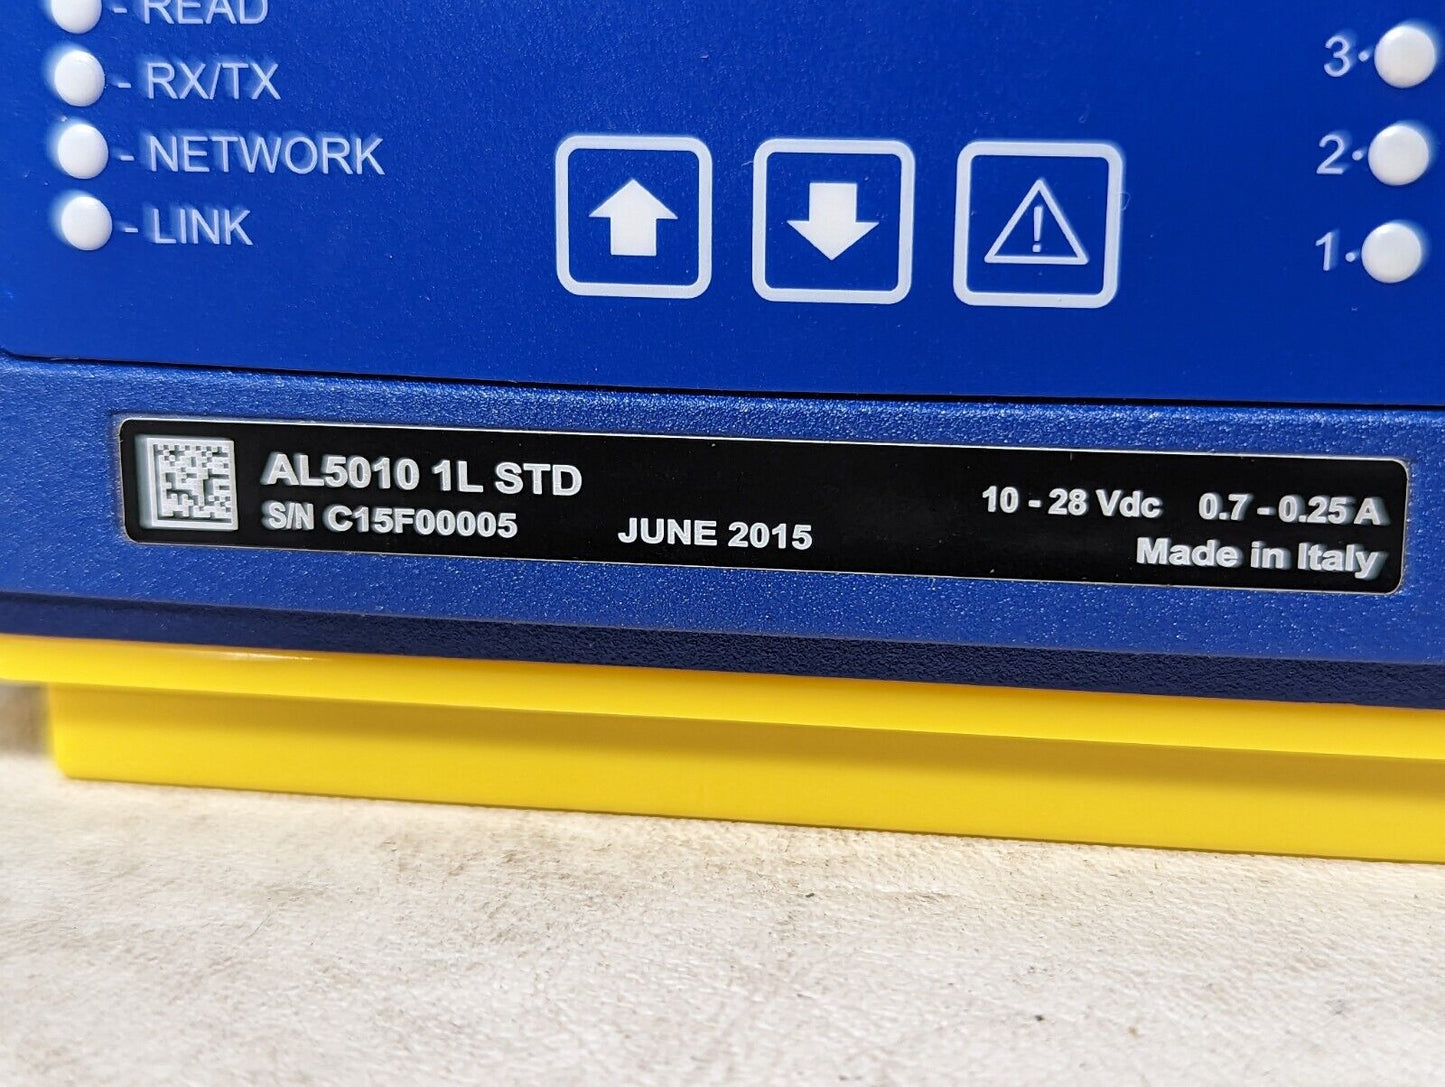 - READ
- RX/TX
- NETWORK
- LINK
3
2
1
!
AL5010 1L STD
S/N C15F00005
JUNE 2015
10 - 28 Vdc 0.7 - 0.25 A
Made in Italy